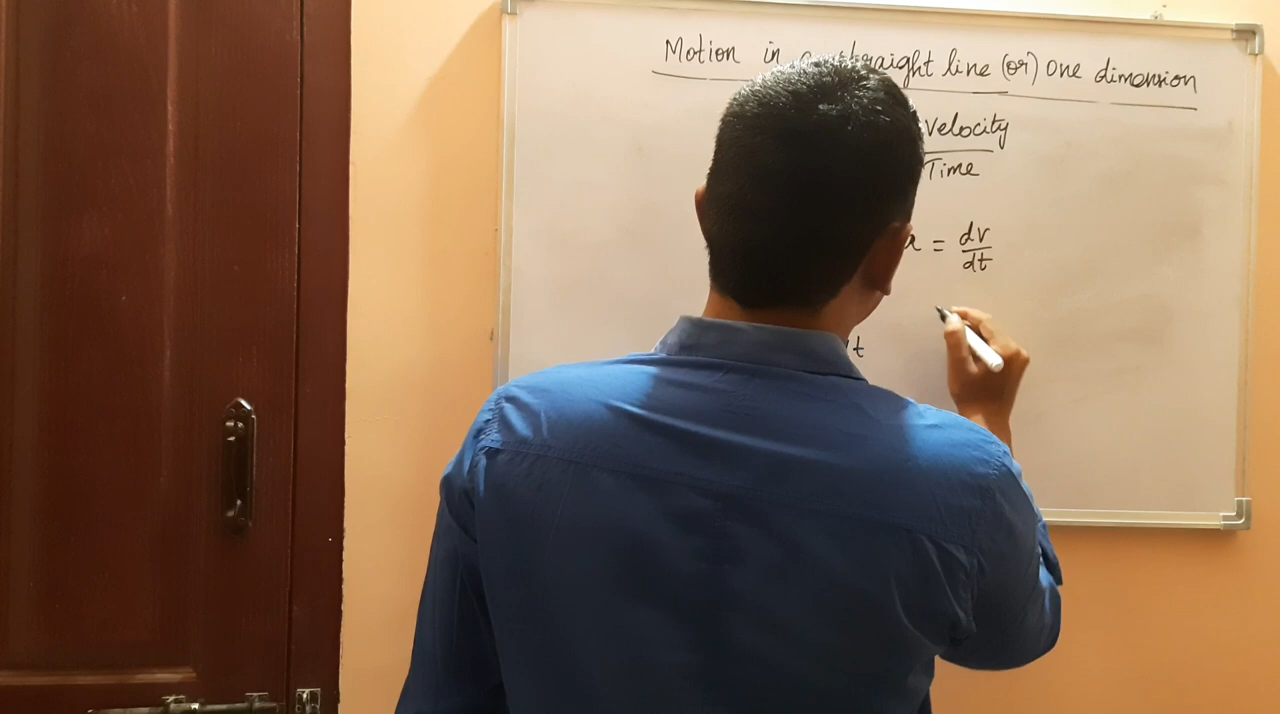 Motion in a straight line (or) One dimension
Velocity
Time
a = dv
dt
t